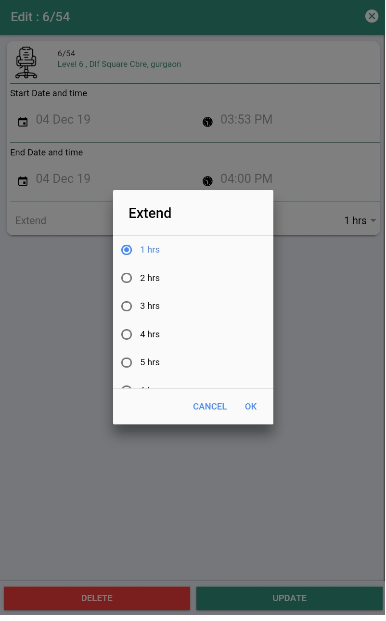 Edit : 6/54
6/54
Level 6 , Dlf Square Core, gurgaon
Start Date and time
04 Dec 19 03:53 PM
End Date and time
04 Dec 19 04:00 PM
Extend 1 hrs
Extend
1 hrs
2 hrs
3 hrs
4 hrs
5 hrs
CANCEL OK
DELETE UPDATE